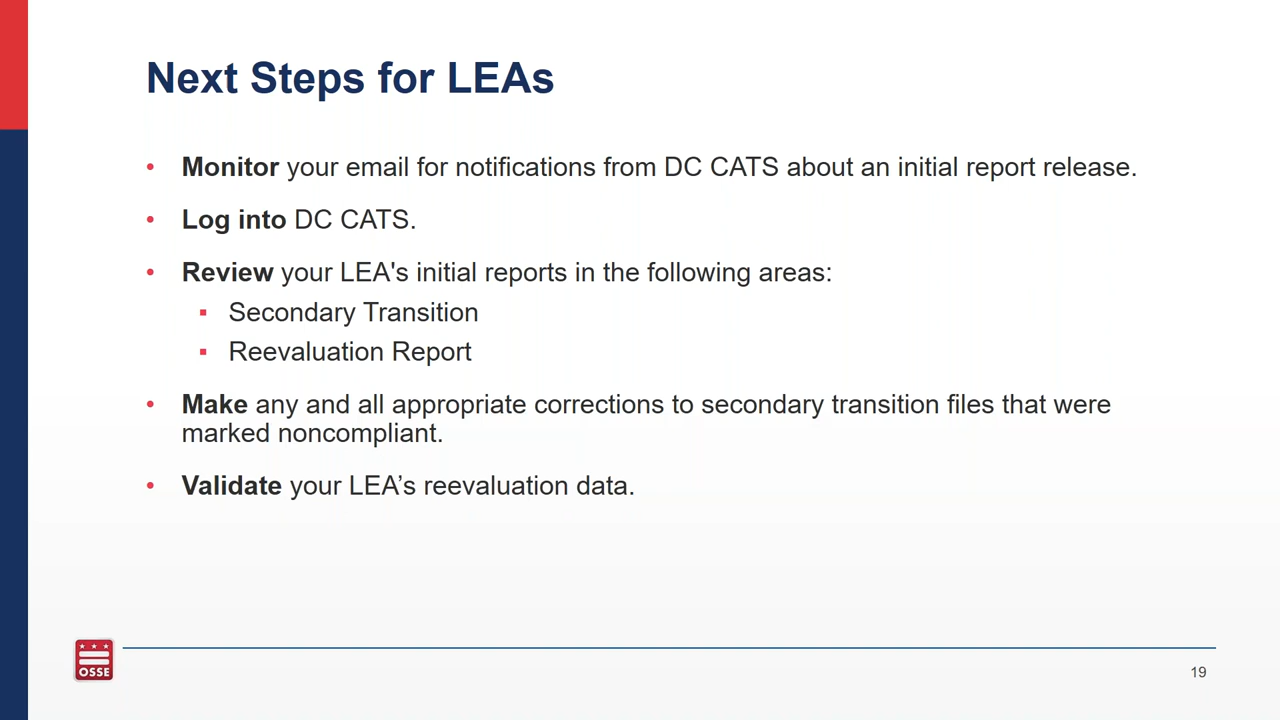 Next Steps for LEAs
• Monitor your email for notifications from DC CATS about an initial report release.
• Log into DC CATS.
• Review your LEA's initial reports in the following areas:
▪ Secondary Transition
▪ Reevaluation Report
• Make any and all appropriate corrections to secondary transition files that were
marked noncompliant.
• Validate your LEA’s reevaluation data.
OSSE
19